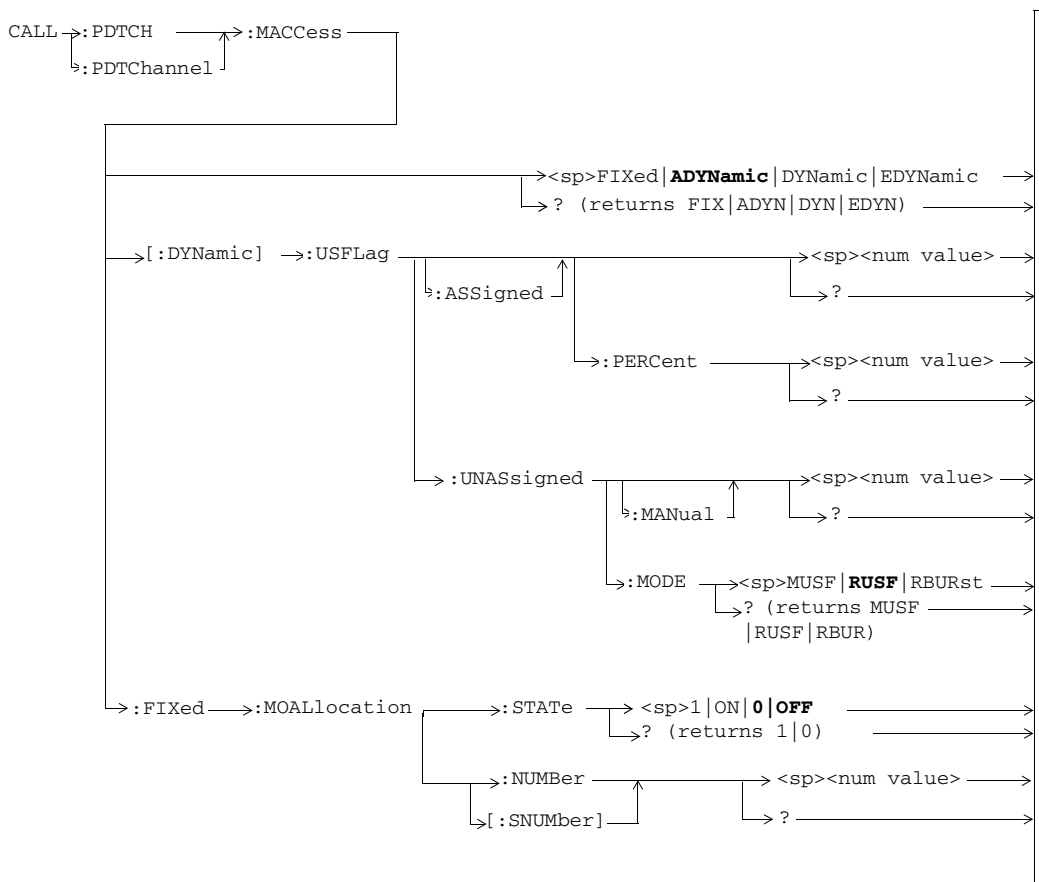 CALL :PDTCH :MACCess
:PDTChannel
<sp>FIXed|ADYNamic|DYNamic|EDYNamic
? (returns FIX|ADYN|DYN|EDYN)
[:DYNamic] :USFLag <sp><num value>
:ASSigned ?
:PERCent <sp><num value>
?
:UNASsigned <sp><num value>
:MANual ?
:MODE <sp>MUSF|RUSF|RBURst
? (returns MUSF
|RUSF|RBUR)
:FIXed :MOALlocation :STATe <sp>1|ON|0|OFF
? (returns 1|0)
:NUMBer <sp><num value>
[:SNUMber] ?